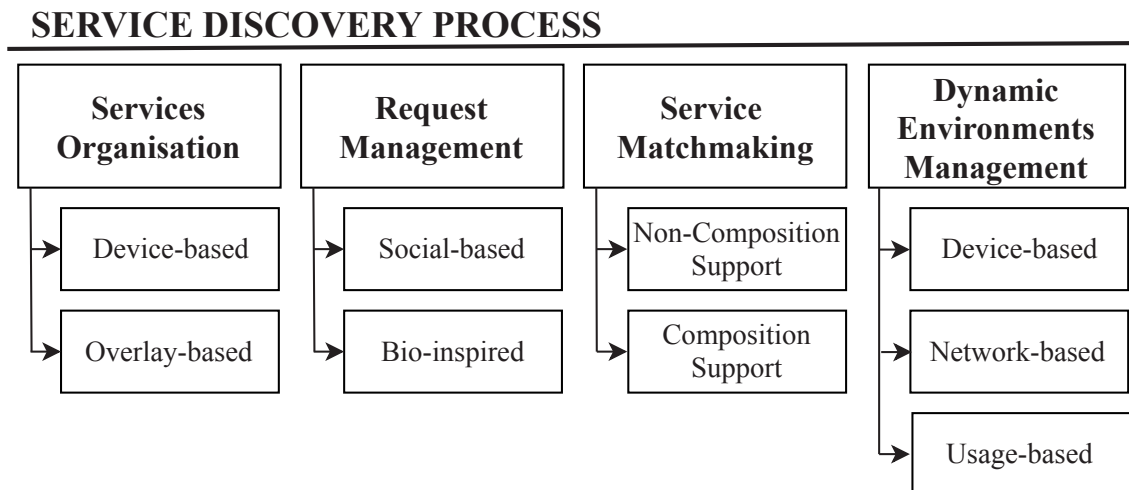 SERVICE DISCOVERY PROCESS
Services
Organisation
Device-based
Overlay-based
Request
Management
Social-based
Bio-inspired
Service
Matchmaking
Non-Composition
Support
Composition
Support
Dynamic
Environments
Management
Device-based
Network-based
Usage-based